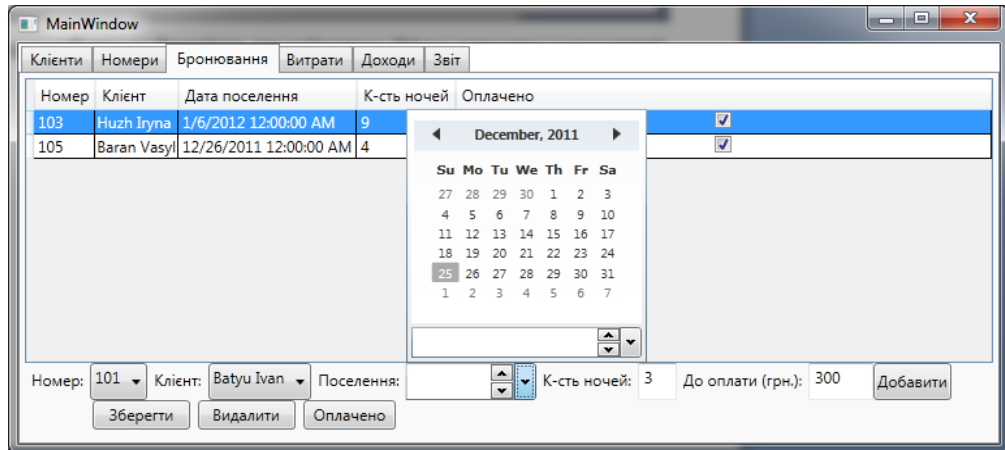 MainWindow
Клієнти Номери Бронювання Витрати Доходи Звіт
Номер Клієнт Дата поселення К-сть ночей Оплачено
103 Huzh Iryna 1/6/2012 12:00:00 AM 9
105 Baran Vasyl 12/26/2011 12:00:00 AM 4
December, 2011
Su Mo Tu We Th Fr Sa
27 28 29 30 1 2 3
4 5 6 7 8 9 10
11 12 13 14 15 16 17
18 19 20 21 22 23 24
25 26 27 28 29 30 31
1 2 3 4 5 6 7
Номер: 101 Клієнт: Batyu Ivan Поселення: К-сть ночей: 3 До оплати (грн.): 300 Добавити
Зберегти Видалити Оплачено